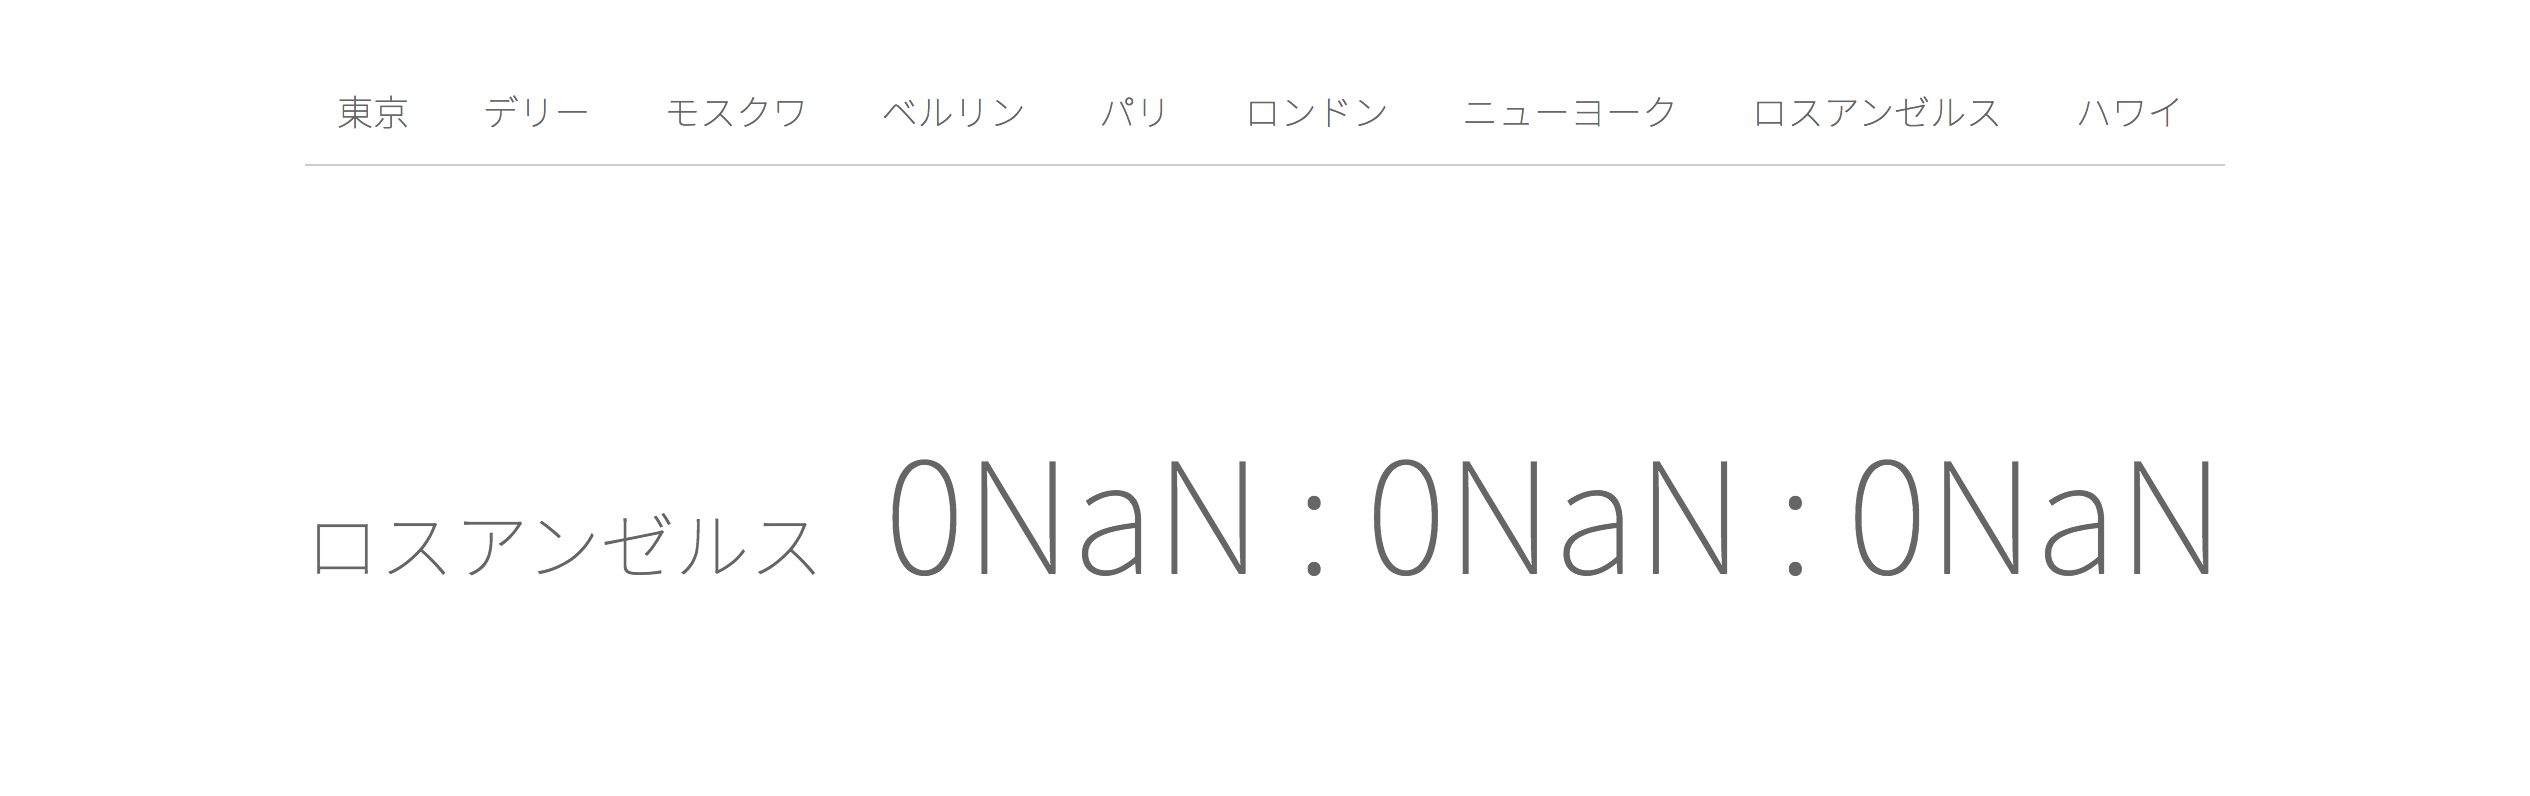 東京 デリー モスクワ ベルリン パリ ロンドン ニューヨーク ロスアンゼルス ハワイ
ロスアンゼルス 0NaN : 0NaN : 0NaN